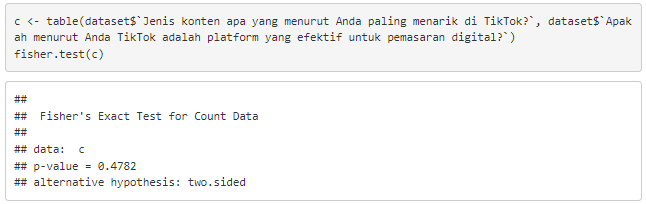 c <- table(dataset$`Jenis konten apa yang menurut Anda paling menarik di TikTok?`, dataset$`Apak
ah menurut Anda TikTok adalah platform yang efektif untuk pemasaran digital?`)
fisher.test(c)
##
##  Fisher's Exact Test for Count Data
##
## data:  c
## p-value = 0.4782
## alternative hypothesis: two.sided